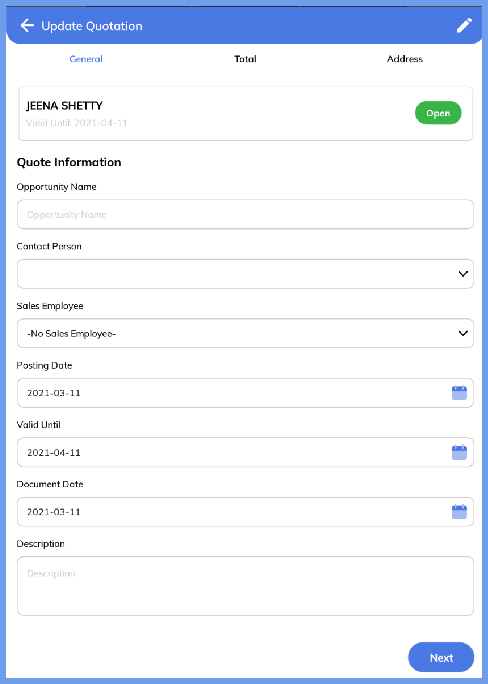 Update Quotation
General Total Address
JEENA SHETTY
Valid Until: 2021-04-11
Open
Quote Information
Opportunity Name
Opportunity Name
Contact Person
Sales Employee
-No Sales Employee-
Posting Date
2021-03-11
Valid Until
2021-04-11
Document Date
2021-03-11
Description
Description
Next